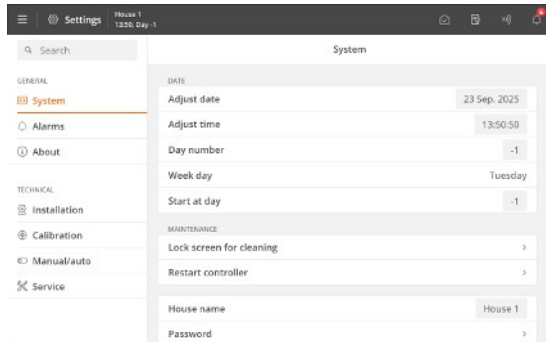 Settings
House 1
13:50, Day -1
Search
System
GENERAL
System
Alarms
About
TECHNICAL
Installation
Calibration
Manual/auto
Service
DATE
Adjust date 23 Sep. 2025
Adjust time 13:50:50
Day number -1
Week day Tuesday
Start at day -1
MAINTENANCE
Lock screen for cleaning
Restart controller
House name House 1
Password